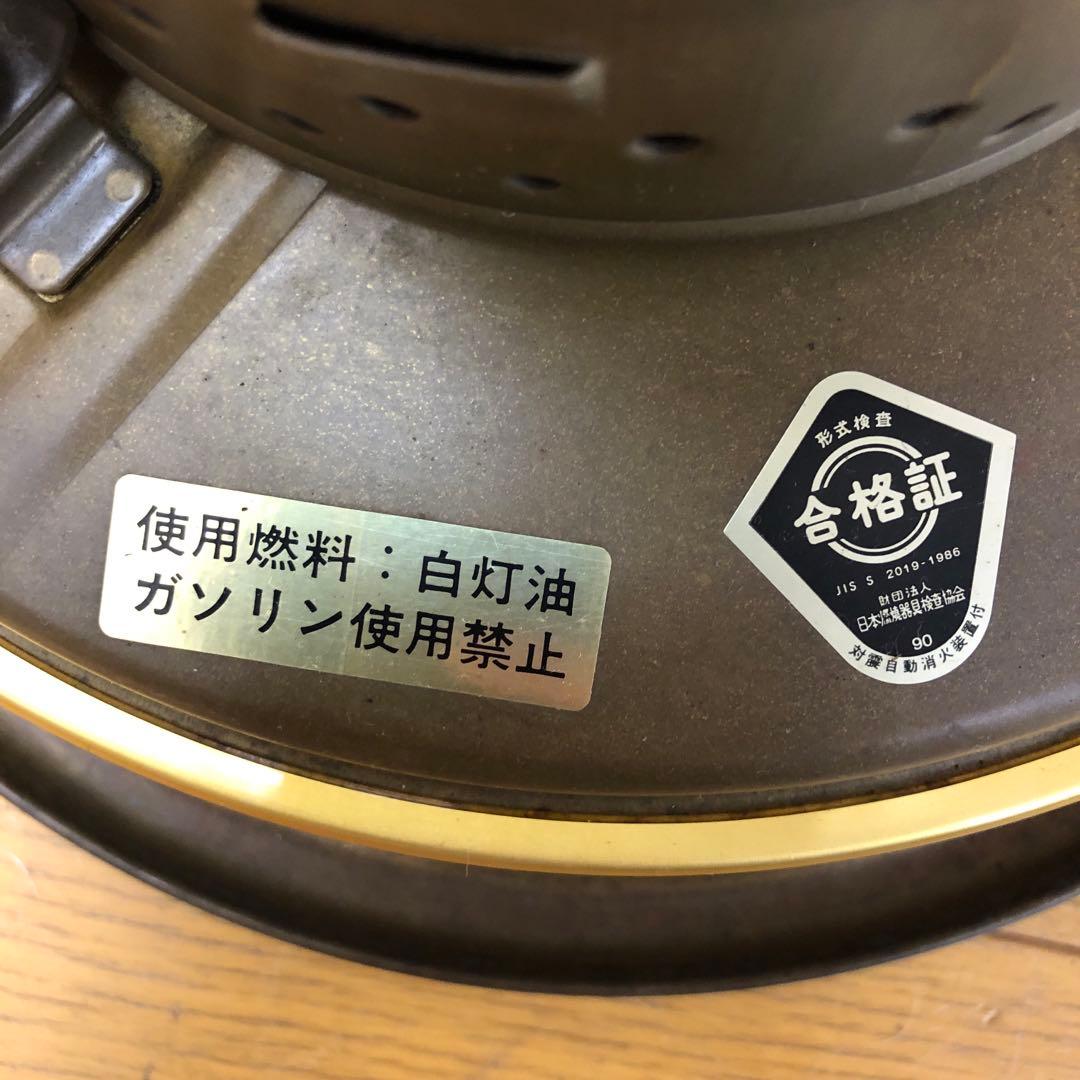 使用燃料：白灯油
ガソリン使用禁止
形式検査
合格証
JIS S 2019-1986
財団法人
日本燃焼器具検査協会
90
対震自動消火装置付